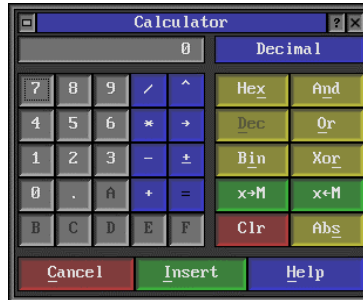 Calculator ? ×
0 Decimal
7 8 9 / ^ Hex And
4 5 6 * → Dec Or
1 2 3 - ± Bin Xor
0 . A + = x→M x←M
B C D E F Clr Abs
Cancel Insert Help